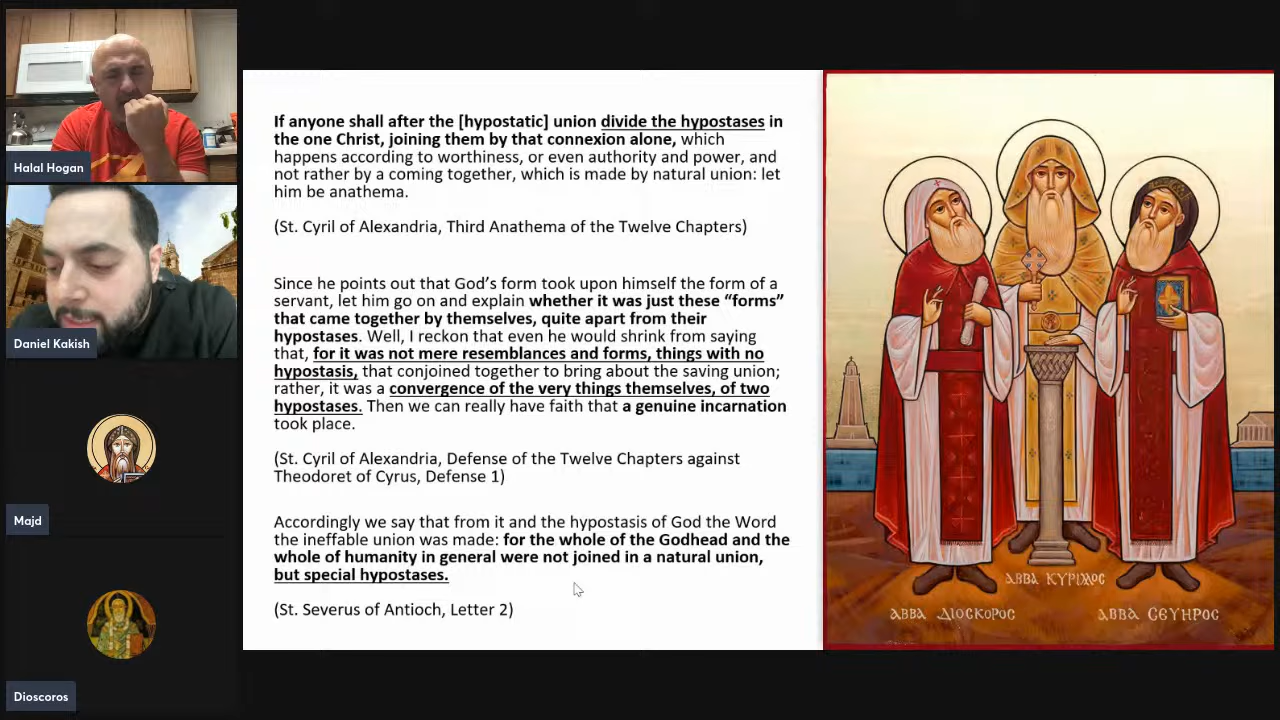 Halal Hogan
Daniel Kakish
Majd
Dioscoros
If anyone shall after the [hypostatic] union divide the hypostases in
the one Christ, joining them by that connexion alone, which
happens according to worthiness, or even authority and power, and
not rather by a coming together, which is made by natural union: let
him be anathema.
(St. Cyril of Alexandria, Third Anathema of the Twelve Chapters)
Since he points out that God's form took upon himself the form of a
servant, let him go on and explain whether it was just these “forms”
that came together by themselves, quite apart from their
hypostases. Well, I reckon that even he would shrink from saying
that, for it was not mere resemblances and forms, things with no
hypostasis, that conjoined together to bring about the saving union;
rather, it was a convergence of the very things themselves, of two
hypostases. Then we can really have faith that a genuine incarnation
took place.
(St. Cyril of Alexandria, Defense of the Twelve Chapters against
Theodoret of Cyrus, Defense 1)
Accordingly we say that from it and the hypostasis of God the Word
the ineffable union was made: for the whole of the Godhead and the
whole of humanity in general were not joined in a natural union,
but special hypostases.
(St. Severus of Antioch, Letter 2)
ⲀⲂⲂⲀ ⲔⲨⲢⲒⲖⲖⲞⲤ
ⲀⲂⲂⲀ ⲆⲒⲞⲤⲔⲞⲢⲞⲤ
ⲀⲂⲂⲀ ⲤⲈⲨⲎⲢⲞⲤ